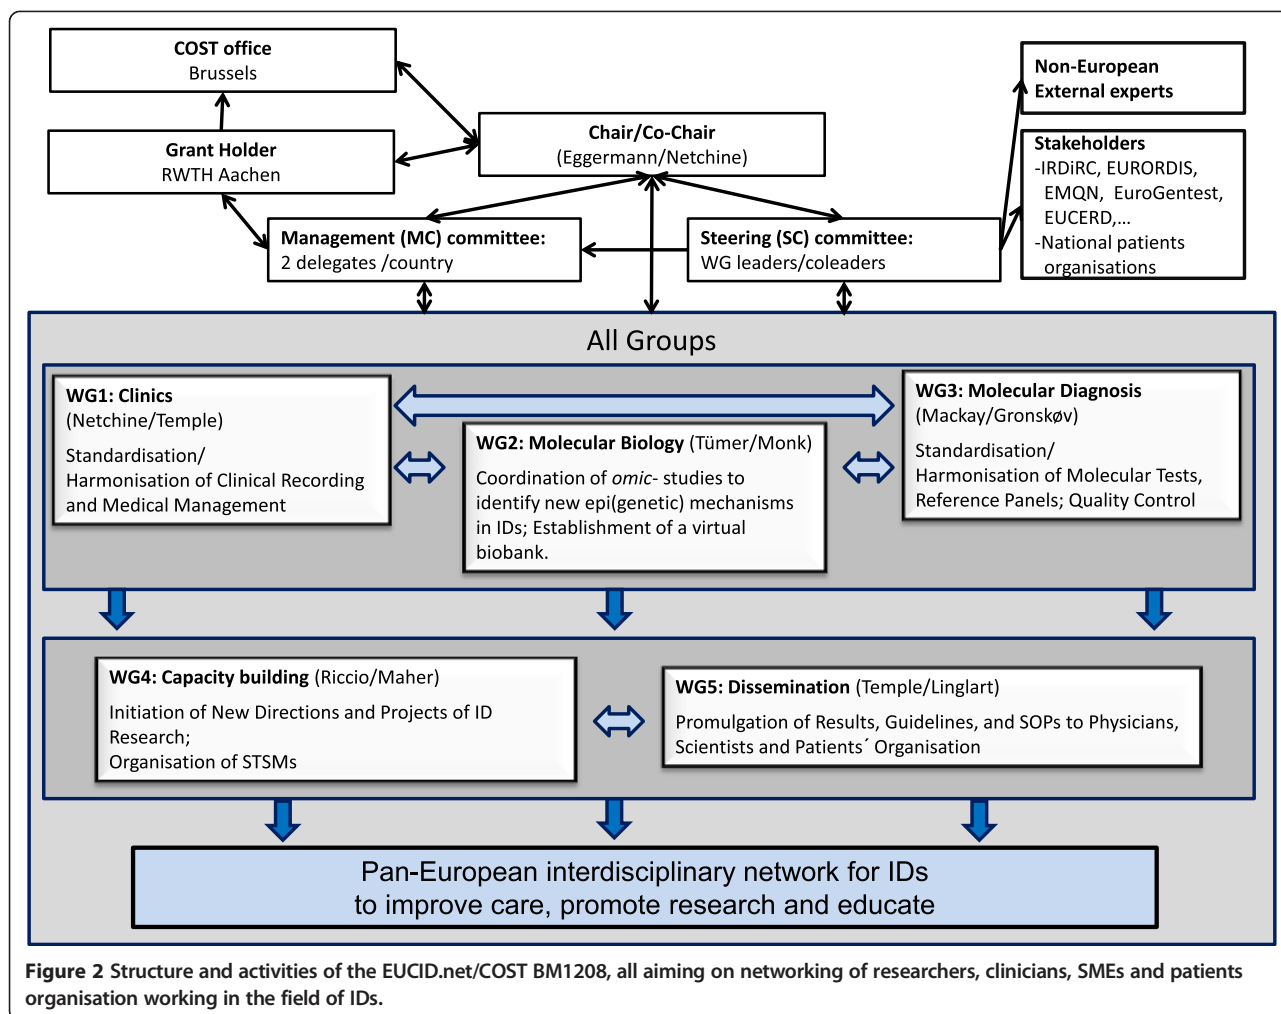 COST office
Brussels
Grant Holder
RWTH Aachen
Chair/Co-Chair
(Eggermann/Netchine)
Non-European
External experts
Stakeholders
-IRDiRC, EURORDIS,
EMQN, EuroGentest,
EUCERD,...
-National patients
organisations
Management (MC) committee:
2 delegates /country
Steering (SC) committee:
WG leaders/coleaders
All Groups
WG1: Clinics
(Netchine/Temple)
Standardisation/
Harmonisation of Clinical Recording
and Medical Management
WG2: Molecular Biology (Tümer/Monk)
Coordination of omic- studies to
identify new epi(genetic) mechanisms
in IDs; Establishment of a virtual
biobank.
WG3: Molecular Diagnosis
(Mackay/Gronskøv)
Standardisation/
Harmonisation of Molecular Tests,
Reference Panels; Quality Control
WG4: Capacity building (Riccio/Maher)
Initiation of New Directions and Projects of ID
Research;
Organisation of STSMs
WG5: Dissemination (Temple/Linglart)
Promulgation of Results, Guidelines, and SOPs to Physicians,
Scientists and Patients´ Organisation
Pan-European interdisciplinary network for IDs
to improve care, promote research and educate
Figure 2 Structure and activities of the EUCID.net/COST BM1208, all aiming on networking of researchers, clinicians, SMEs and patients
organisation working in the field of IDs.